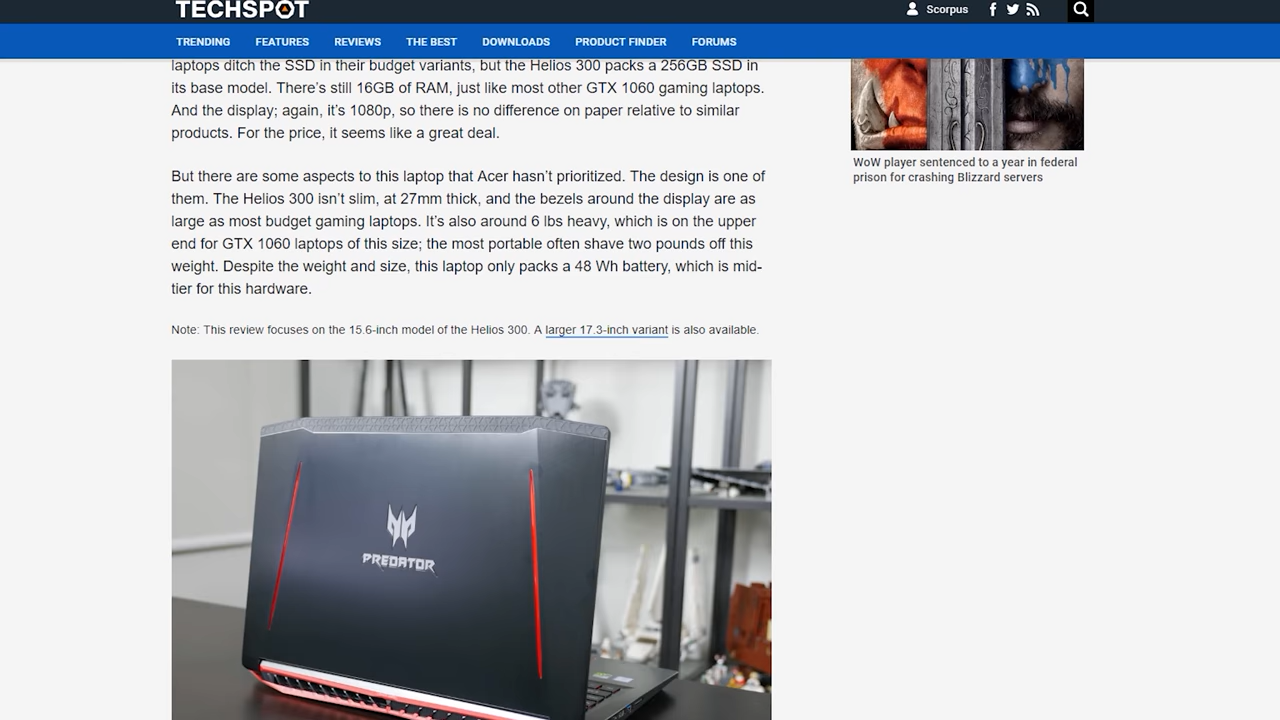 TECHSPOT
Scorpus
TRENDING FEATURES REVIEWS THE BEST DOWNLOADS PRODUCT FINDER FORUMS
laptops ditch the SSD in their budget variants, but the Helios 300 packs a 256GB SSD in
its base model. There’s still 16GB of RAM, just like most other GTX 1060 gaming laptops.
And the display; again, it’s 1080p, so there is no difference on paper relative to similar
products. For the price, it seems like a great deal.
But there are some aspects to this laptop that Acer hasn’t prioritized. The design is one of
them. The Helios 300 isn’t slim, at 27mm thick, and the bezels around the display are as
large as most budget gaming laptops. It’s also around 6 lbs heavy, which is on the upper
end for GTX 1060 laptops of this size; the most portable often shave two pounds off this
weight. Despite the weight and size, this laptop only packs a 48 Wh battery, which is mid-
tier for this hardware.
Note: This review focuses on the 15.6-inch model of the Helios 300. A larger 17.3-inch variant is also available.
PREDATOR
WoW player sentenced to a year in federal
prison for crashing Blizzard servers